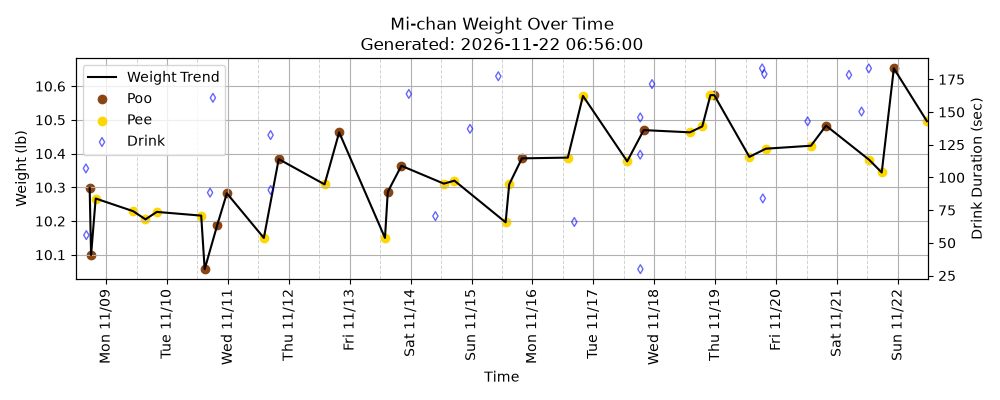 Mi-chan Weight Over Time
Generated: 2026-11-22 06:56:00
Weight Trend
Poo
Pee
Drink
Weight (lb)
10.6
10.5
10.4
10.3
10.2
10.1
Drink Duration (sec)
175
150
125
100
75
50
25
Mon 11/09
Tue 11/10
Wed 11/11
Thu 11/12
Fri 11/13
Sat 11/14
Sun 11/15
Mon 11/16
Tue 11/17
Wed 11/18
Thu 11/19
Fri 11/20
Sat 11/21
Sun 11/22
Time